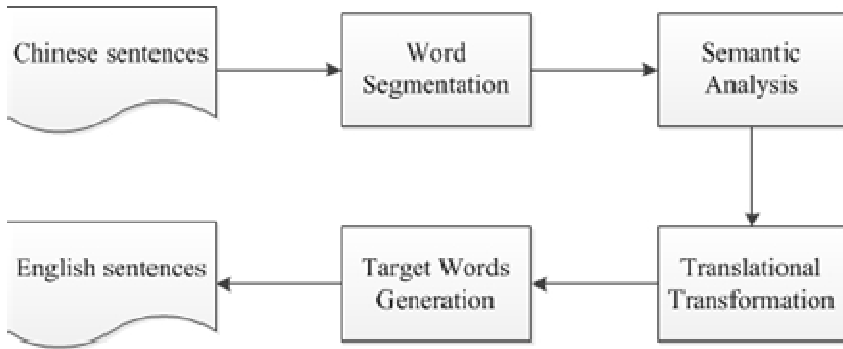 Chinese sentences
Word
Segmentation
Semantic
Analysis
Translational
Transformation
Target Words
Generation
English sentences